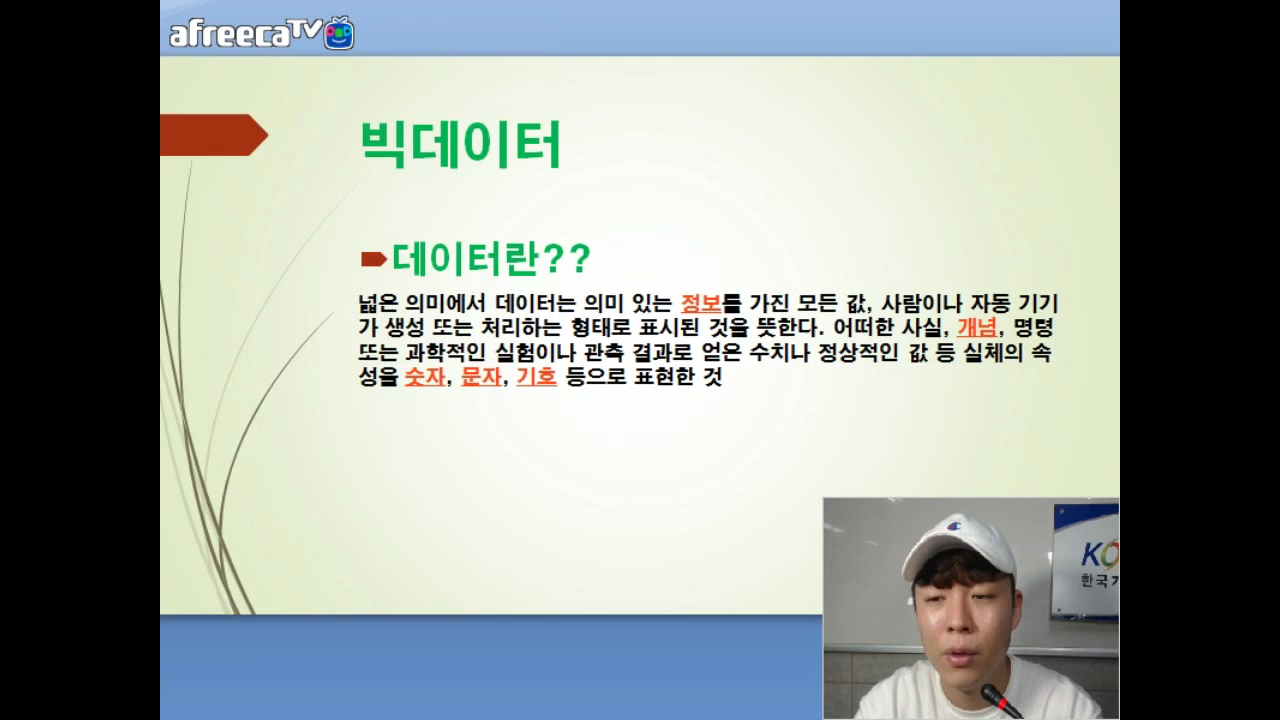 afreecaTV
빅데이터
데이터란??
넓은 의미에서 데이터는 의미 있는 정보를 가진 모든 값, 사람이나 자동 기기
가 생성 또는 처리하는 형태로 표시된 것을 뜻한다. 어떠한 사실, 개념, 명령
또는 과학적인 실험이나 관측 결과로 얻은 수치나 정상적인 값 등 실체의 속
성을 숫자, 문자, 기호 등으로 표현한 것
한국